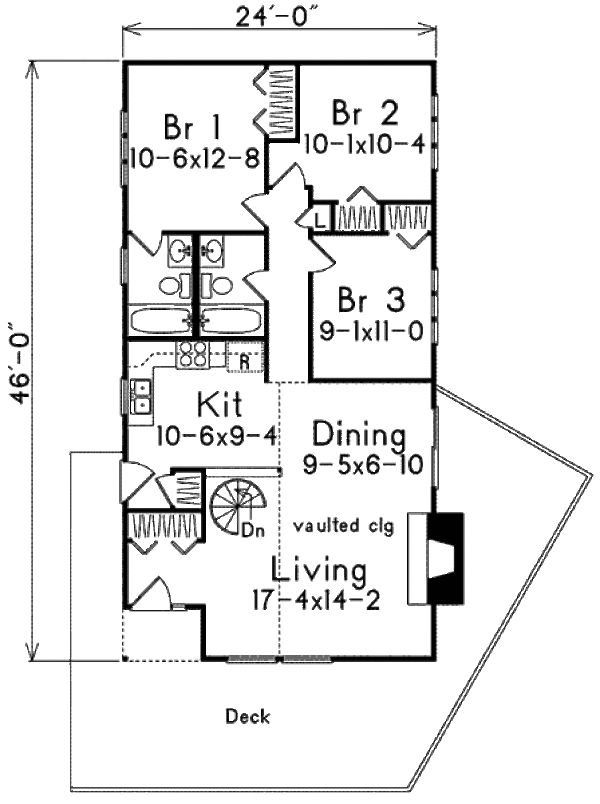 24'-0"
Br 1
10-6x12-8
Br 2
10-1x10-4
L
Br 3
9-1x11-0
46'-0"
R
Kit
10-6x9-4
Dining
9-5x6-10
Dn
vaulted clg
Living
17-4x14-2
Deck